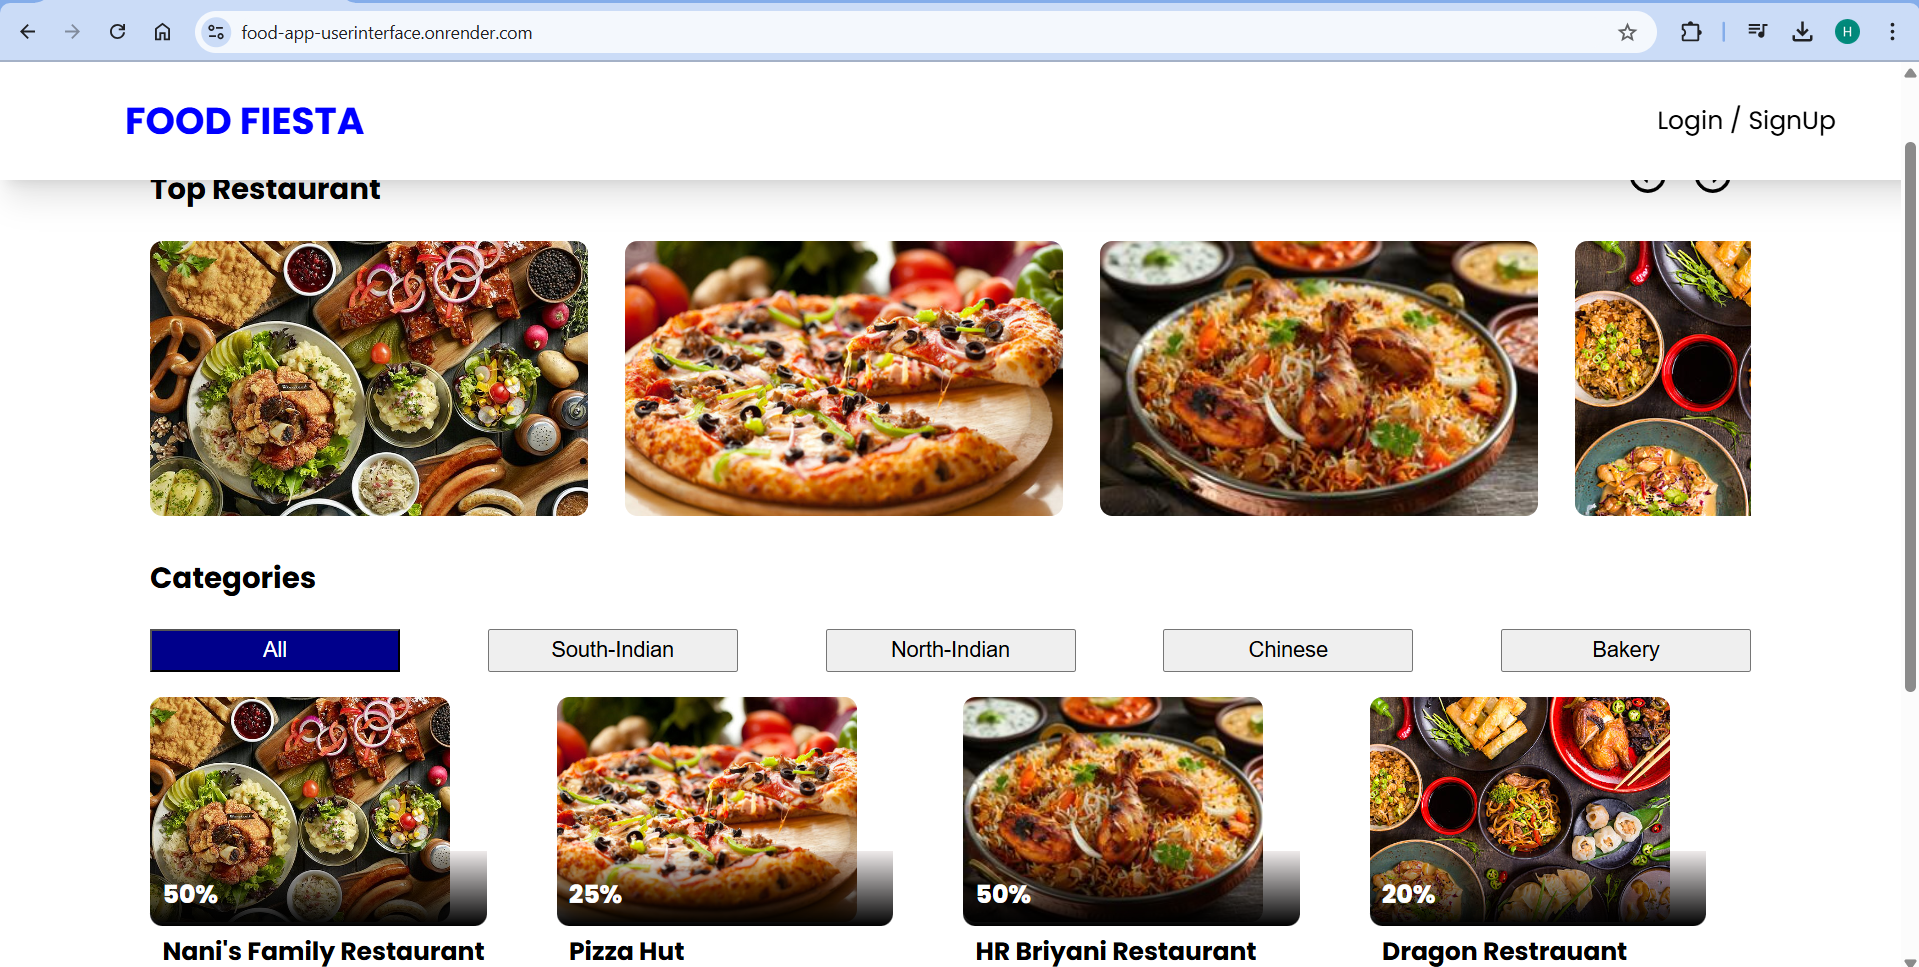 food-app-userinterface.onrender.com
H
FOOD FIESTA
Login / SignUp
Top Restaurant
Categories
All
South-Indian
North-Indian
Chinese
Bakery
50%
25%
50%
20%
Nani's Family Restaurant
Pizza Hut
HR Briyani Restaurant
Dragon Restrauant